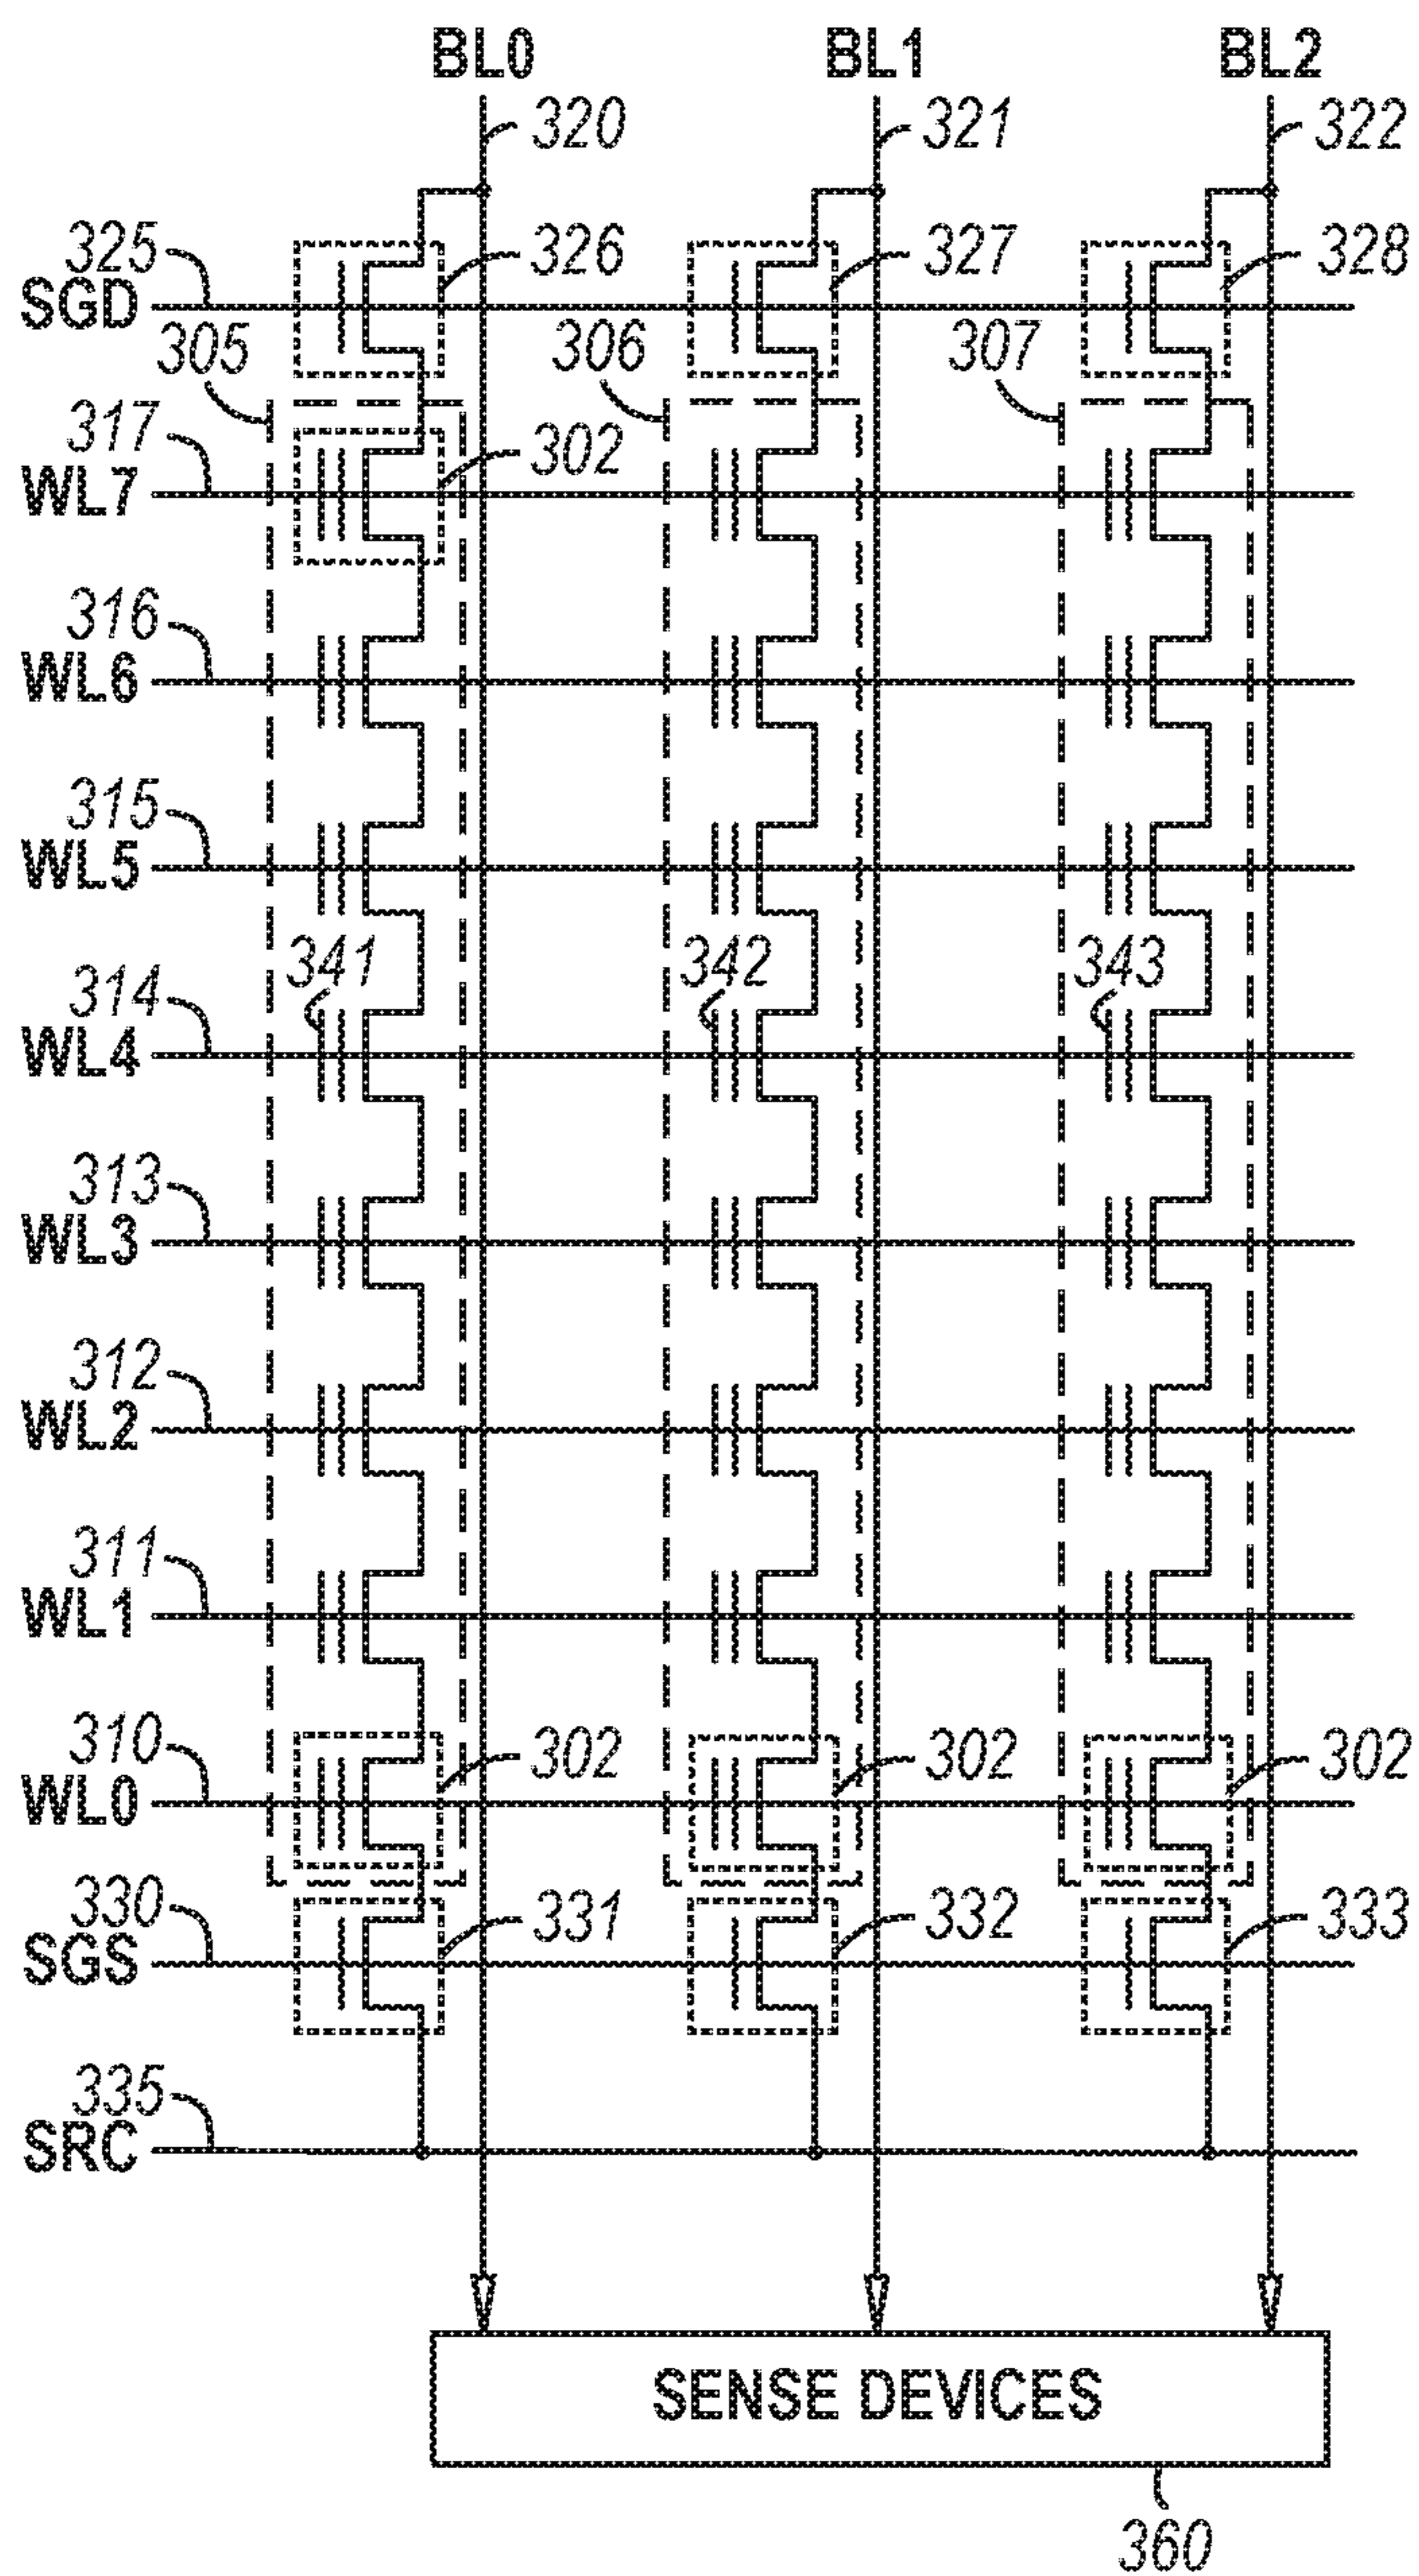 BL0 BL1 BL2
320 321 322
325 326 327 328
SGD
305 306 307
317 302
WL7
316
WL6
315
WL5
341 342 343
314
WL4
313
WL3
312
WL2
311
WL1
310 302 302 302
WL0
330 331 332 333
SGS
335
SRC
SENSE DEVICES
360